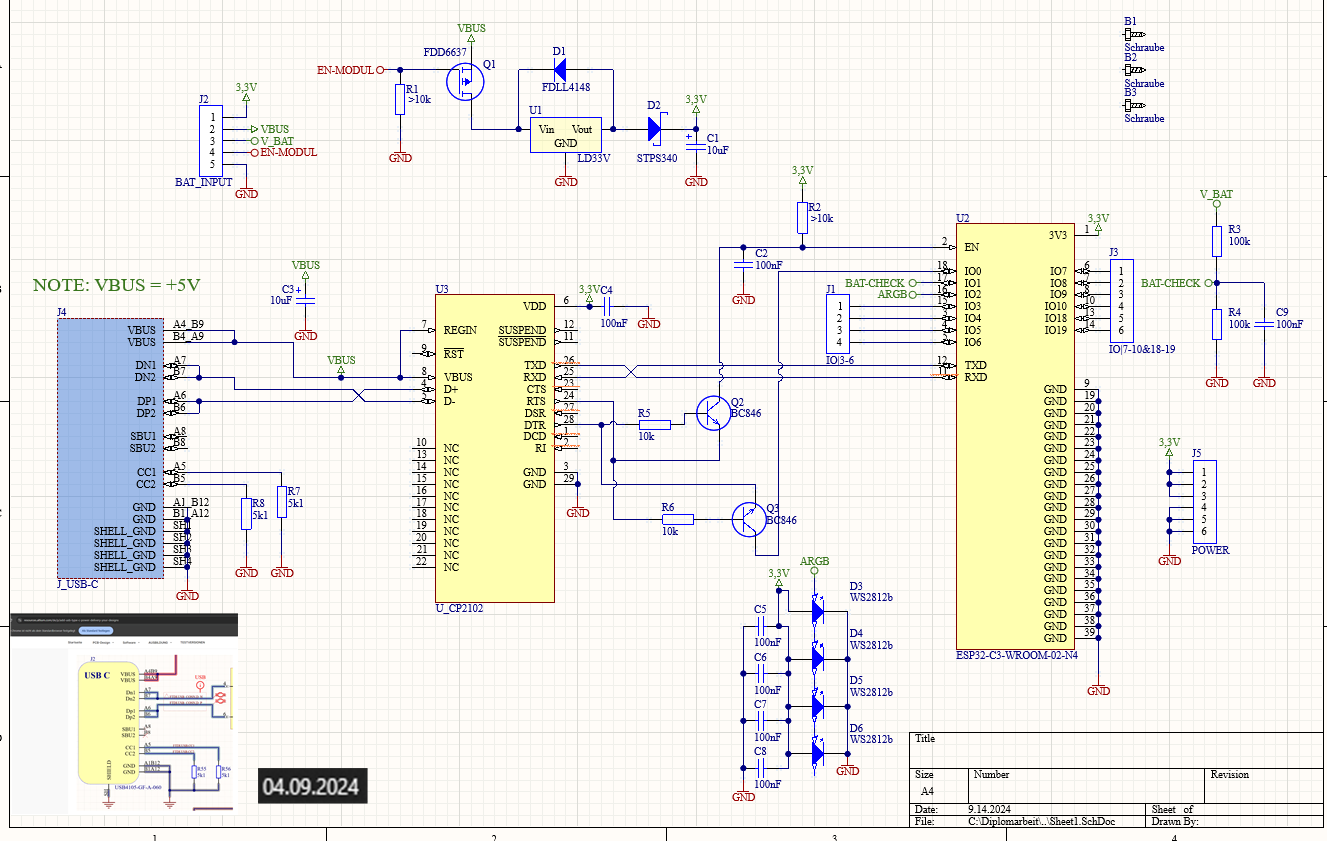 B1
Schraube
B2
Schraube
B3
Schraube
VBUS
FDD6637
Q1
EN-MODUL
R1
>10k
GND
D1
FDLL4148
U1
Vin Vout
GND
LD33V
GND
D2
STPS340
3,3V
C1
10uF
GND
J2
3,3V
1
2 VBUS
3 V_BAT
4 EN-MODUL
5
BAT_INPUT
GND
NOTE: VBUS = +5V
VBUS
C3
10uF
GND
VBUS
J4
VBUS A4_B9
VBUS B4_A9
DN1 A7
DN2 B7
DP1 A6
DP2 B6
SBU1 A8
SBU2 B8
CC1 A5
CC2 B5
GND A1_B12
GND B1_A12
SHELL_GND
SHELL_GND
SHELL_GND
SHELL_GND
J_USB-C
GND
R8
5k1
GND
R7
5k1
GND
U3
7 REGIN
9 RST
8 VBUS
4 D+
5 D-
10 NC
13 NC
14 NC
15 NC
16 NC
17 NC
18 NC
19 NC
20 NC
21 NC
22 NC
VDD 6
SUSPEND 12
SUSPEND 11
TXD 26
RXD 25
CTS 23
RTS 24
DSR 27
DTR 28
DCD 1
RI 2
GND 3
GND 29
U_CP2102
GND
3,3V
C4
100nF
GND
3,3V
R2
>10k
C2
100nF
GND
R5
10k
Q2
BC846
R6
10k
Q3
BC846
BAT-CHECK
ARGB
J1
1
2
3
4
IO|3-6
U2
2 EN
18 IO0
IO1
IO2
IO3
IO4
IO5
IO6
12 TXD
11 RXD
3V3 1
3,3V
IO7 6
IO8 7
IO9 8
IO10 10
IO18 13
IO19 14
GND 9
GND 19
GND 20
GND 21
GND 22
GND 23
GND 24
GND 25
GND 26
GND 27
GND 28
GND 29
GND 30
GND 31
GND 32
GND 33
GND 34
GND 35
GND 36
GND 37
GND 38
GND 39
ESP32-C3-WROOM-02-N4
GND
J3
1
2
3
4
5
6
IO|7-10&18-19
V_BAT
R3
100k
BAT-CHECK
R4
100k
C9
100nF
GND
GND
3,3V
J5
1
2
3
4
5
6
POWER
GND
ARGB
3,3V
D3
WS2812b
D4
WS2812b
D5
WS2812b
D6
WS2812b
C5
100nF
C6
100nF
C7
100nF
C8
100nF
GND
GND
J2
USB C
VBUS
VBUS
Dn1
Dn2
Dp1
Dp2
SBU1
SBU2
CC1
CC2
GND
GND
SHIELD
R55
5k1
R56
5k1
USB4105-GF-A-060
04.09.2024
Title
Size
A4
Number
Revision
Date: 9.14.2024
Sheet of
File: C:\Diplomarbeit\..\Sheet1.SchDoc
Drawn By:
1
2
3
4